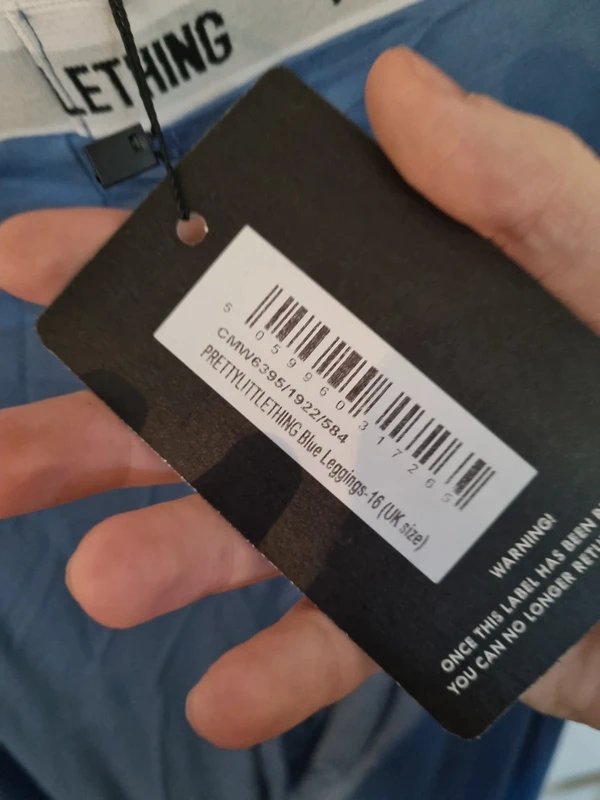 LETHING
5 059960 317265
CMW6395/1922/584
PRETTYLITTLETHING Blue Leggings-16 (UK size)
WARNING!
ONCE THIS LABEL HAS BEEN
YOU CAN NO LONGER